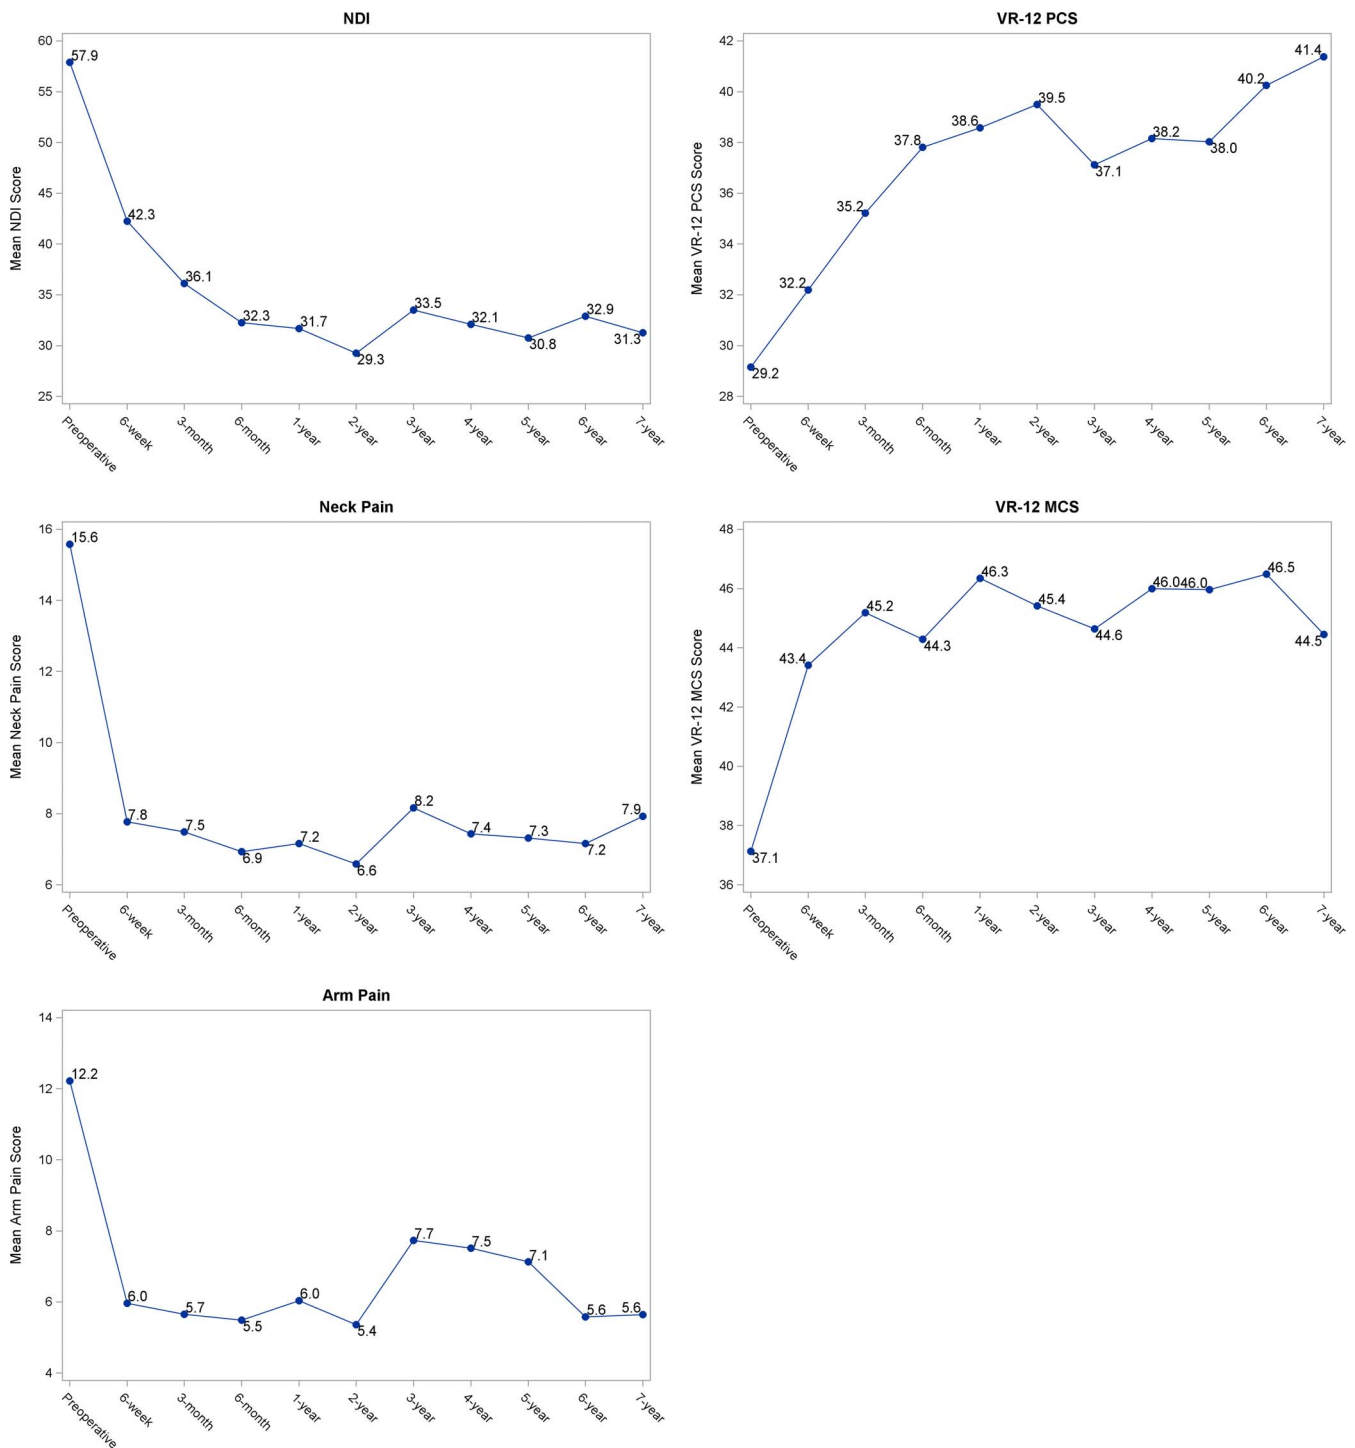 NDI
Mean NDI Score
60
55
50
45
40
35
30
25
57.9
42.3
36.1
32.3
31.7
29.3
33.5
32.1
30.8
32.9
31.3
Preoperative
6-week
3-month
6-month
1-year
2-year
3-year
4-year
5-year
6-year
7-year
VR-12 PCS
Mean VR-12 PCS Score
42
40
38
36
34
32
30
28
29.2
32.2
35.2
37.8
38.6
39.5
37.1
38.2
38.0
40.2
41.4
Preoperative
6-week
3-month
6-month
1-year
2-year
3-year
4-year
5-year
6-year
7-year
Neck Pain
Mean Neck Pain Score
16
14
12
10
8
6
15.6
7.8
7.5
6.9
7.2
6.6
8.2
7.4
7.3
7.2
7.9
Preoperative
6-week
3-month
6-month
1-year
2-year
3-year
4-year
5-year
6-year
7-year
VR-12 MCS
Mean VR-12 MCS Score
48
46
44
42
40
38
36
37.1
43.4
45.2
44.3
46.3
45.4
44.6
46.0
46.0
46.5
44.5
Preoperative
6-week
3-month
6-month
1-year
2-year
3-year
4-year
5-year
6-year
7-year
Arm Pain
Mean Arm Pain Score
14
12
10
8
6
4
12.2
6.0
5.7
5.5
6.0
5.4
7.7
7.5
7.1
5.6
5.6
Preoperative
6-week
3-month
6-month
1-year
2-year
3-year
4-year
5-year
6-year
7-year